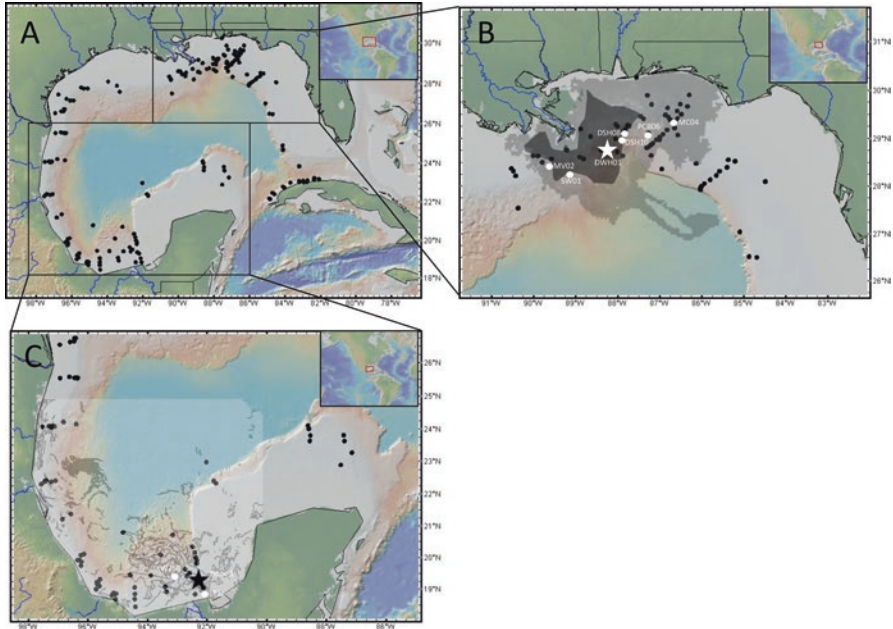 A
30°N
28°N
26°N
24°N
22°N
20°N
18°N
98°W 96°W 94°W 92°W 90°W 88°W 86°W 84°W 82°W 80°W 78°W 76°W
B
31°N
30°N
29°N
28°N
27°N
26°N
DSH08
PCB06
MC04
DSH10
DWH01
MV02
SW01
91°W 90°W 89°W 88°W 87°W 86°W 85°W 84°W 83°W
C
26°N
25°N
24°N
23°N
22°N
21°N
20°N
19°N
98°W 96°W 94°W 92°W 90°W 88°W 86°W